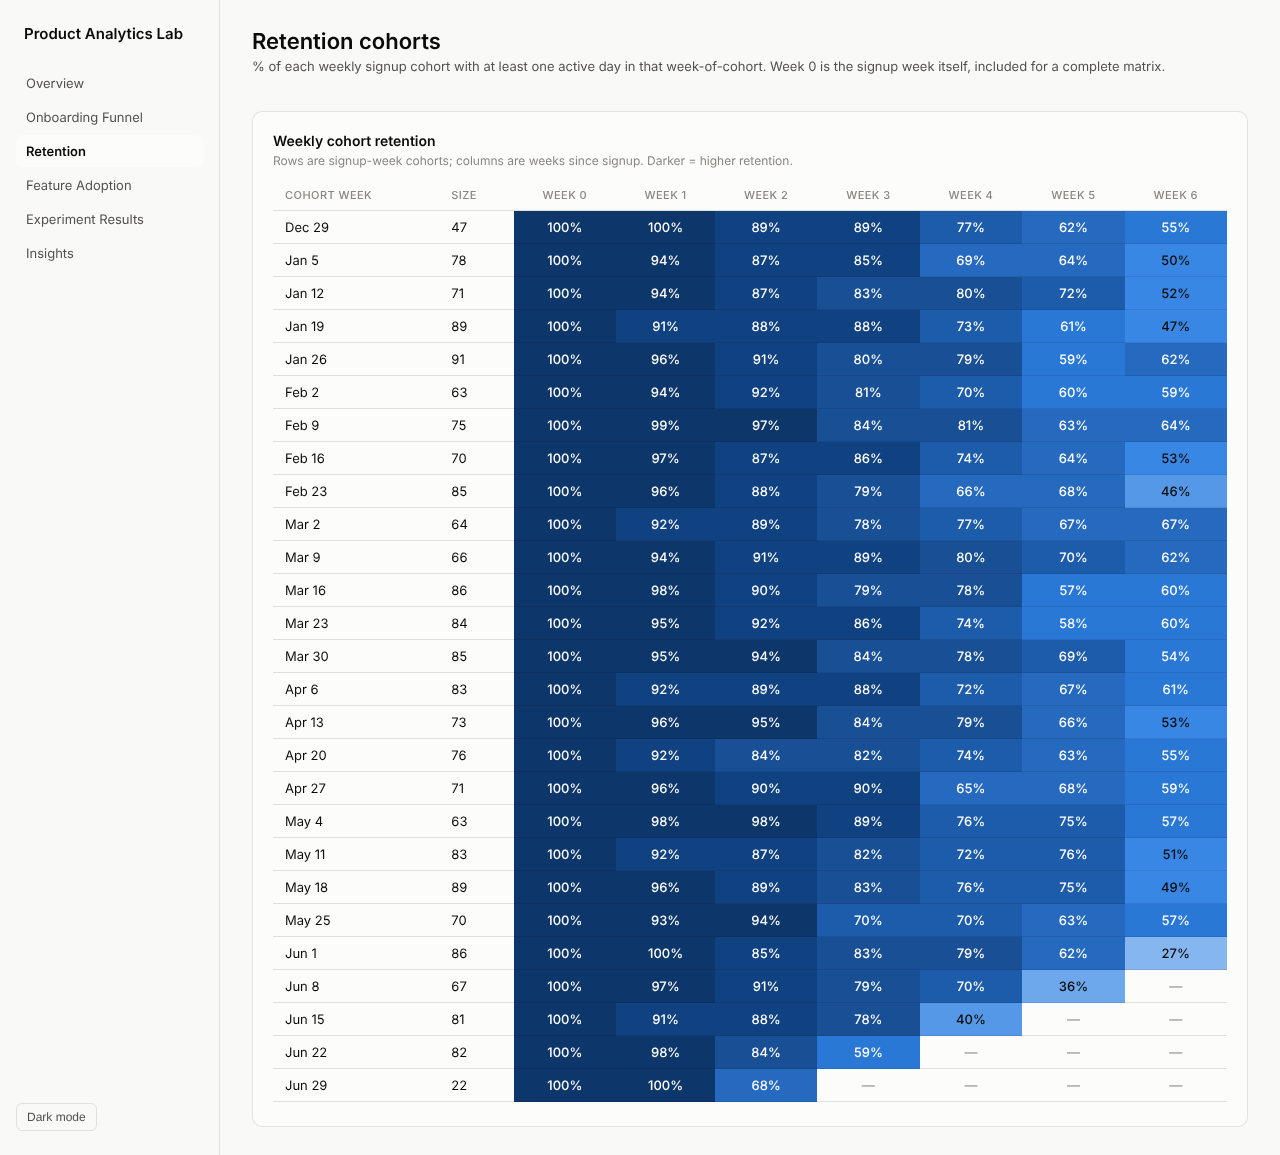 Product Analytics Lab
Overview
Onboarding Funnel
Retention
Feature Adoption
Experiment Results
Insights
Dark mode
Retention cohorts
% of each weekly signup cohort with at least one active day in that week-of-cohort. Week 0 is the signup week itself, included for a complete matrix.
Weekly cohort retention
Rows are signup-week cohorts; columns are weeks since signup. Darker = higher retention.
COHORT WEEK SIZE WEEK 0 WEEK 1 WEEK 2 WEEK 3 WEEK 4 WEEK 5 WEEK 6
Dec 29 47 100% 100% 89% 89% 77% 62% 55%
Jan 5 78 100% 94% 87% 85% 69% 64% 50%
Jan 12 71 100% 94% 87% 83% 80% 72% 52%
Jan 19 89 100% 91% 88% 88% 73% 61% 47%
Jan 26 91 100% 96% 91% 80% 79% 59% 62%
Feb 2 63 100% 94% 92% 81% 70% 60% 59%
Feb 9 75 100% 99% 97% 84% 81% 63% 64%
Feb 16 70 100% 97% 87% 86% 74% 64% 53%
Feb 23 85 100% 96% 88% 79% 66% 68% 46%
Mar 2 64 100% 92% 89% 78% 77% 67% 67%
Mar 9 66 100% 94% 91% 89% 80% 70% 62%
Mar 16 86 100% 98% 90% 79% 78% 57% 60%
Mar 23 84 100% 95% 92% 86% 74% 58% 60%
Mar 30 85 100% 95% 94% 84% 78% 69% 54%
Apr 6 83 100% 92% 89% 88% 72% 67% 61%
Apr 13 73 100% 96% 95% 84% 79% 66% 53%
Apr 20 76 100% 92% 84% 82% 74% 63% 55%
Apr 27 71 100% 96% 90% 90% 65% 68% 59%
May 4 63 100% 98% 98% 89% 76% 75% 57%
May 11 83 100% 92% 87% 82% 72% 76% 51%
May 18 89 100% 96% 89% 83% 76% 75% 49%
May 25 70 100% 93% 94% 70% 70% 63% 57%
Jun 1 86 100% 100% 85% 83% 79% 62% 27%
Jun 8 67 100% 97% 91% 79% 70% 36% —
Jun 15 81 100% 91% 88% 78% 40% — —
Jun 22 82 100% 98% 84% 59% — — —
Jun 29 22 100% 100% 68% — — — —